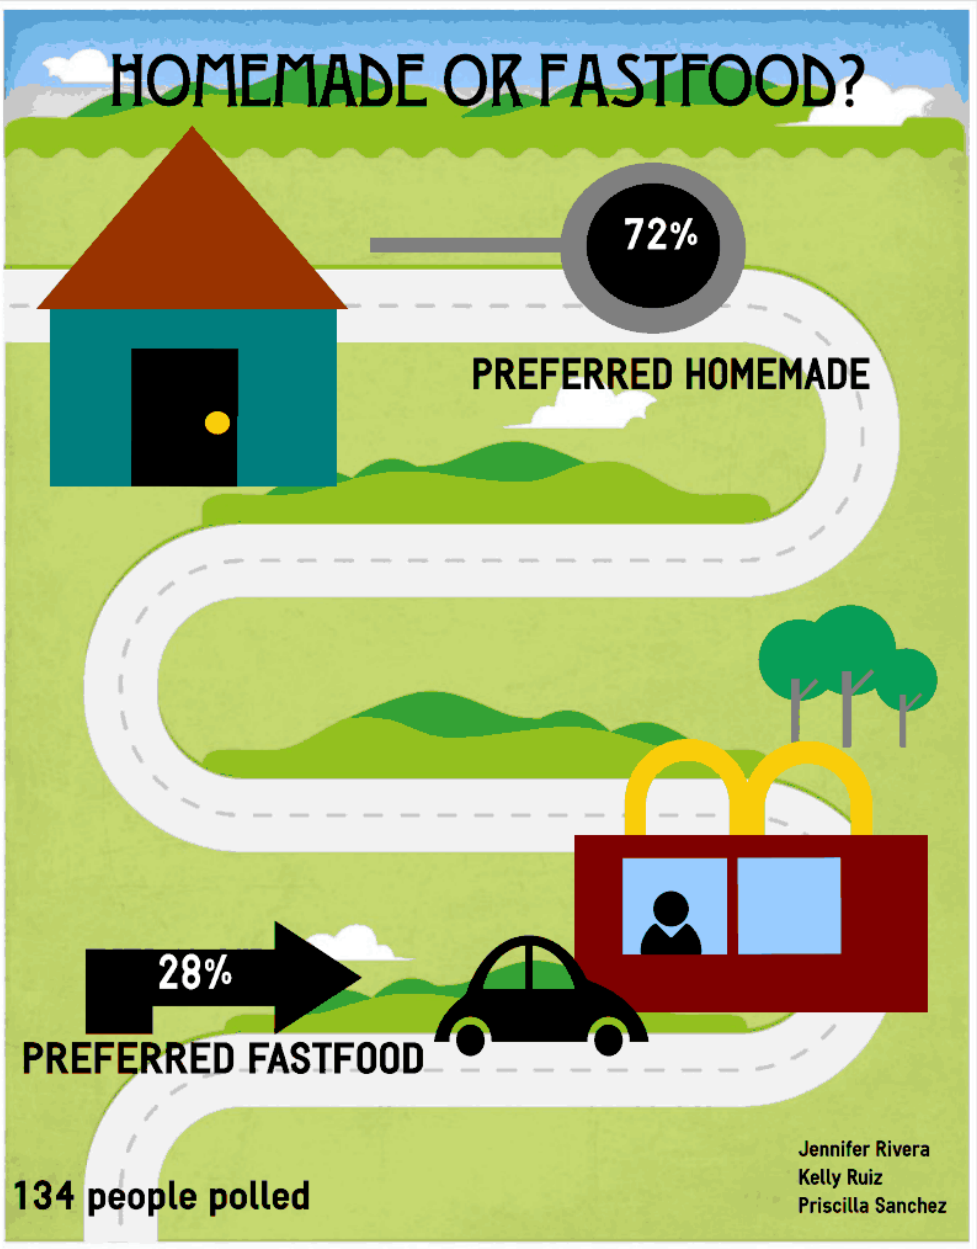 HOMEMADE OR FASTFOOD?
72%
PREFERRED HOMEMADE
28%
PREFERRED FASTFOOD
134 people polled
Jennifer Rivera
Kelly Ruiz
Priscilla Sanchez